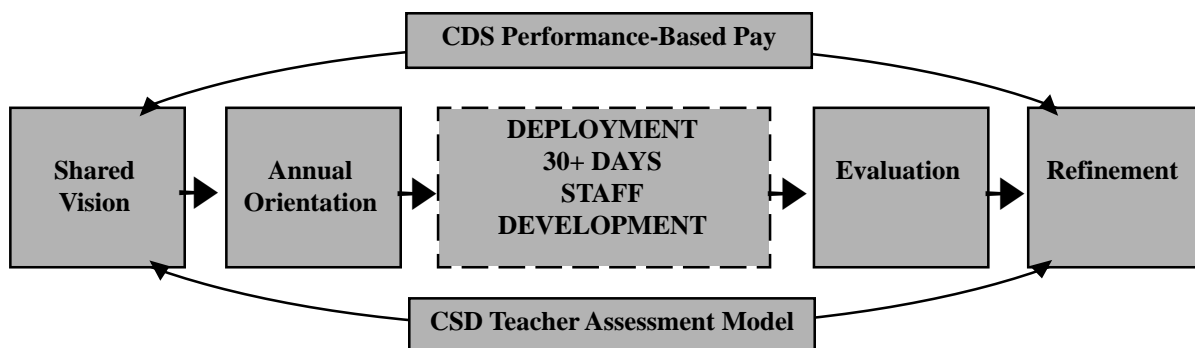 CDS Performance-Based Pay
Shared
Vision
Annual
Orientation
DEPLOYMENT
30+ DAYS
STAFF
DEVELOPMENT
Evaluation
Refinement
CSD Teacher Assessment Model